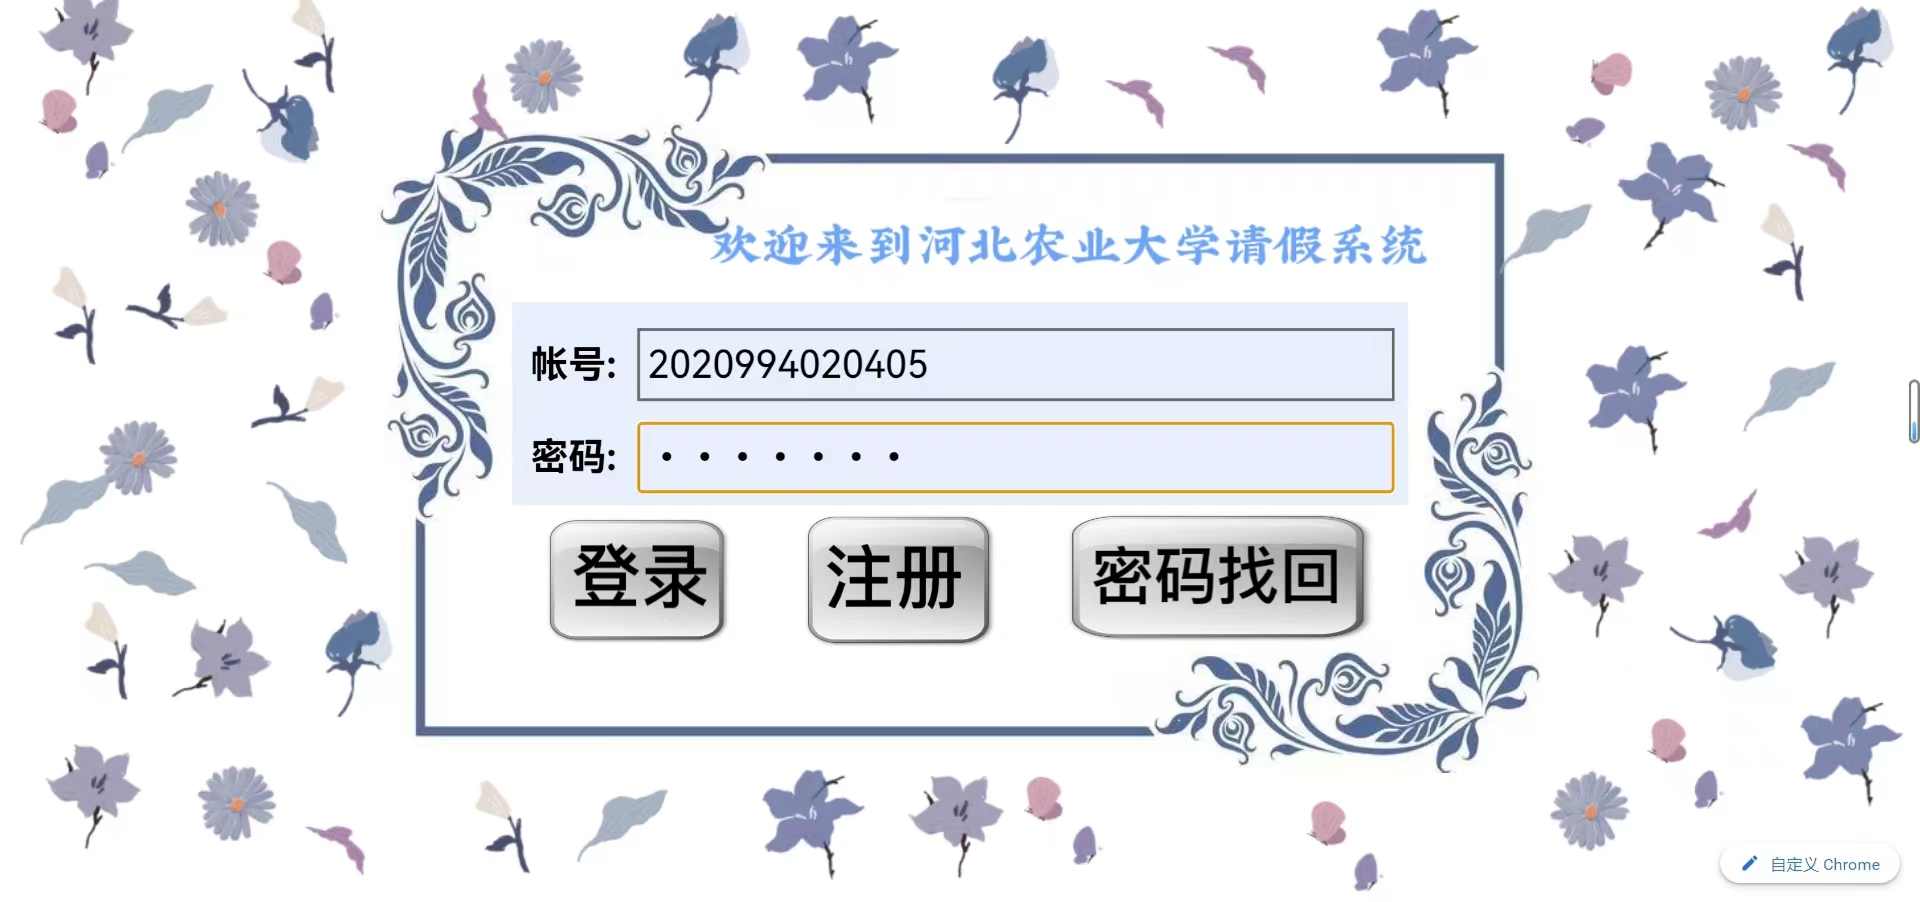 欢迎来到河北农业大学请假系统
帐号: 2020994020405
密码: •••••••
登录 注册 密码找回
自定义 Chrome